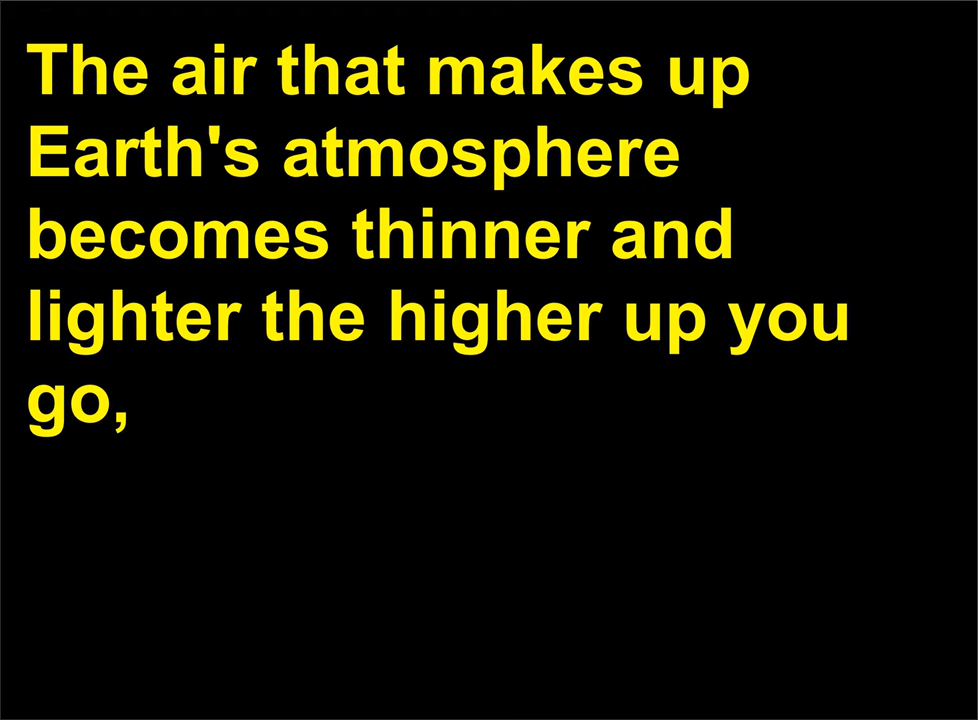 The air that makes up
Earth's atmosphere
becomes thinner and
lighter the higher up you
go,